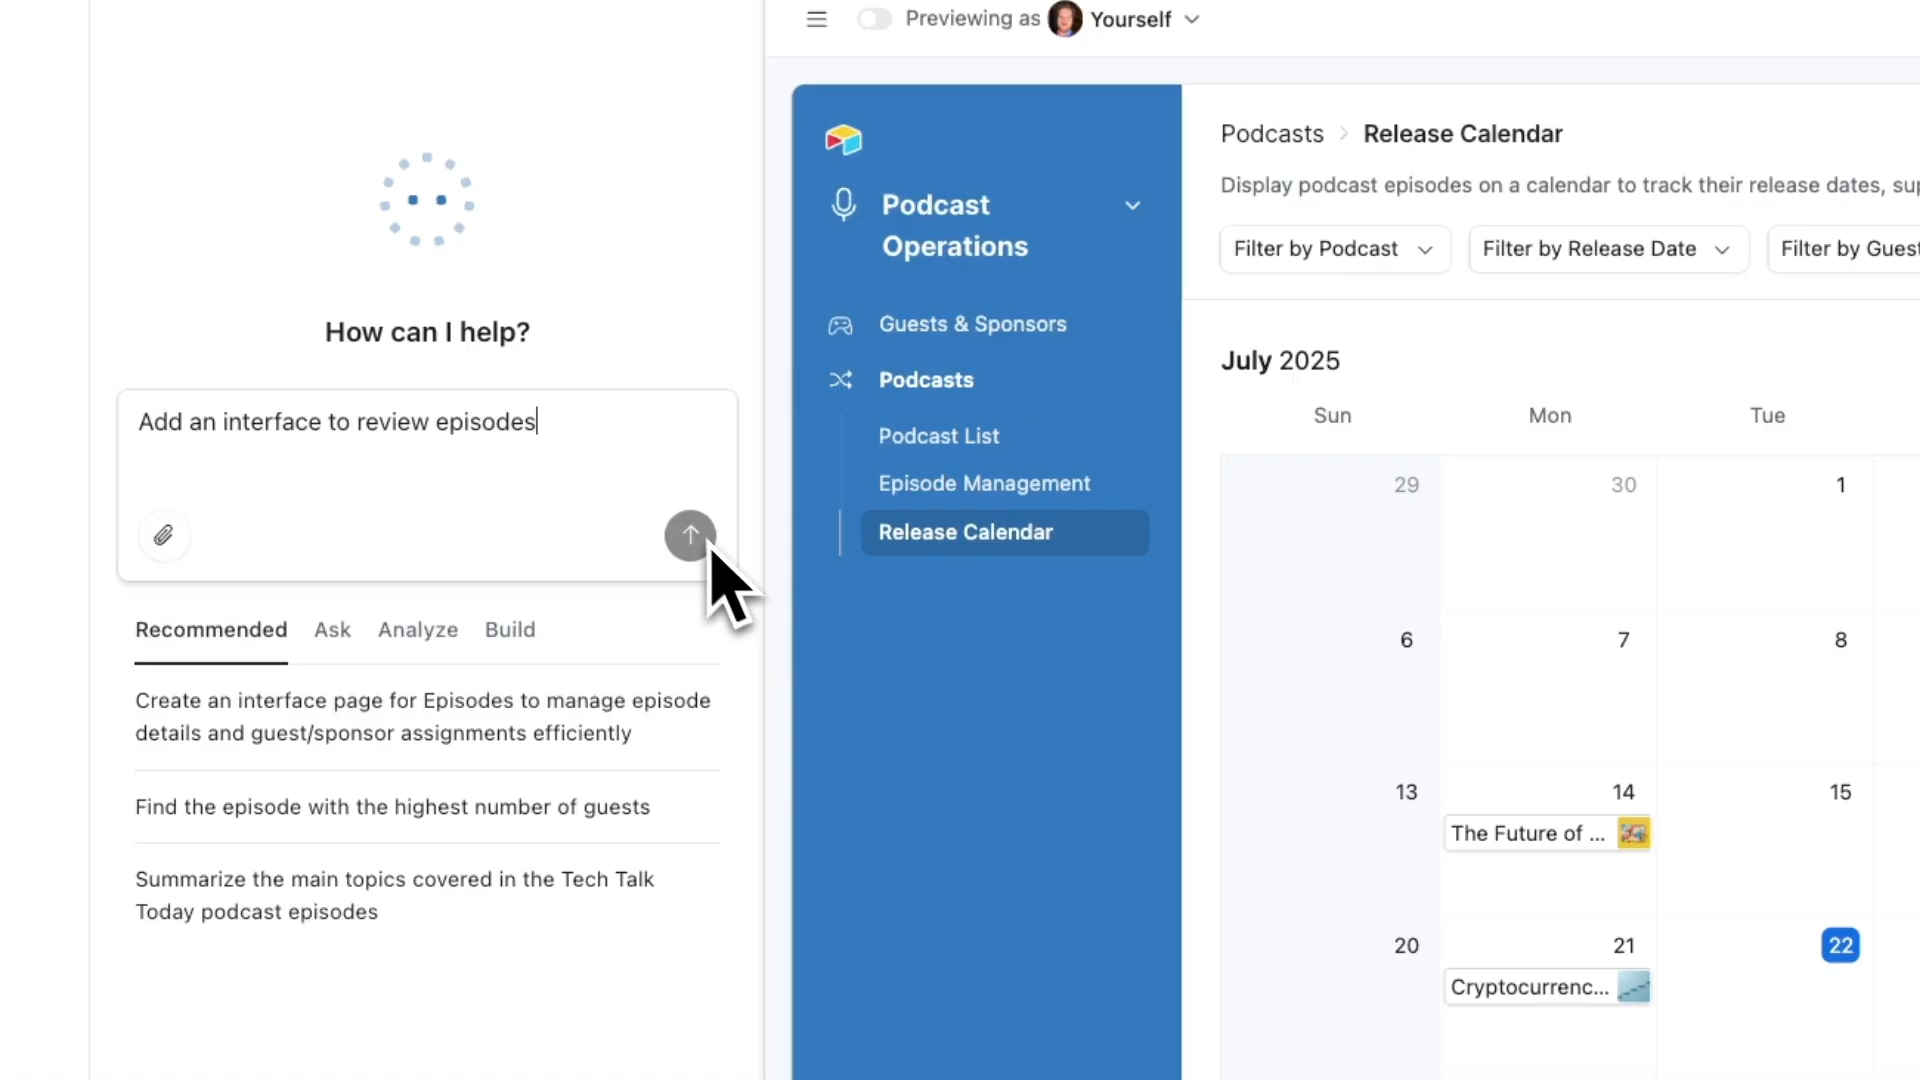 Previewing as Yourself
How can I help?
Add an interface to review episodes
Recommended Ask Analyze Build
Create an interface page for Episodes to manage episode
details and guest/sponsor assignments efficiently
Find the episode with the highest number of guests
Summarize the main topics covered in the Tech Talk
Today podcast episodes
Podcast
Operations
Guests & Sponsors
Podcasts
Podcast List
Episode Management
Release Calendar
Podcasts > Release Calendar
Display podcast episodes on a calendar to track their release dates, sup
Filter by Podcast Filter by Release Date Filter by Guest
July 2025
Sun Mon Tue
29 30 1
6 7 8
13 14 15
The Future of ...
20 21 22
Cryptocurrenc...